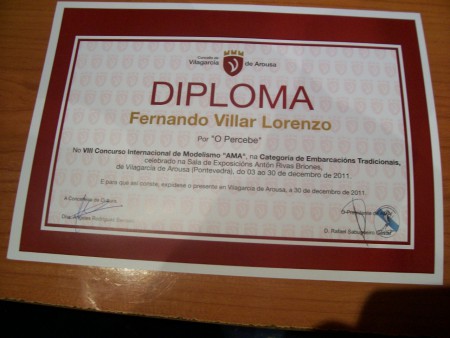 Concello de
Vilagarcía de Arousa
DIPLOMA
Fernando Villar Lorenzo
Por "O Percebe"
No VIII Concurso Internacional de Modelismo "AMA", na Categoría de Embarcacións Tradicionais,
celebrado na Sala de Exposicións Antón Rivas Briones,
de Vilagarcía de Arousa (Pontevedra), do 03 ao 30 de decembro de 2011.
E para que así conste, expídese o presente en Vilagarcía de Arousa, a 30 de decembro de 2011.
A Concelleira de Cultura
O Presidente
Dna. Rodríguez
D. Rafael